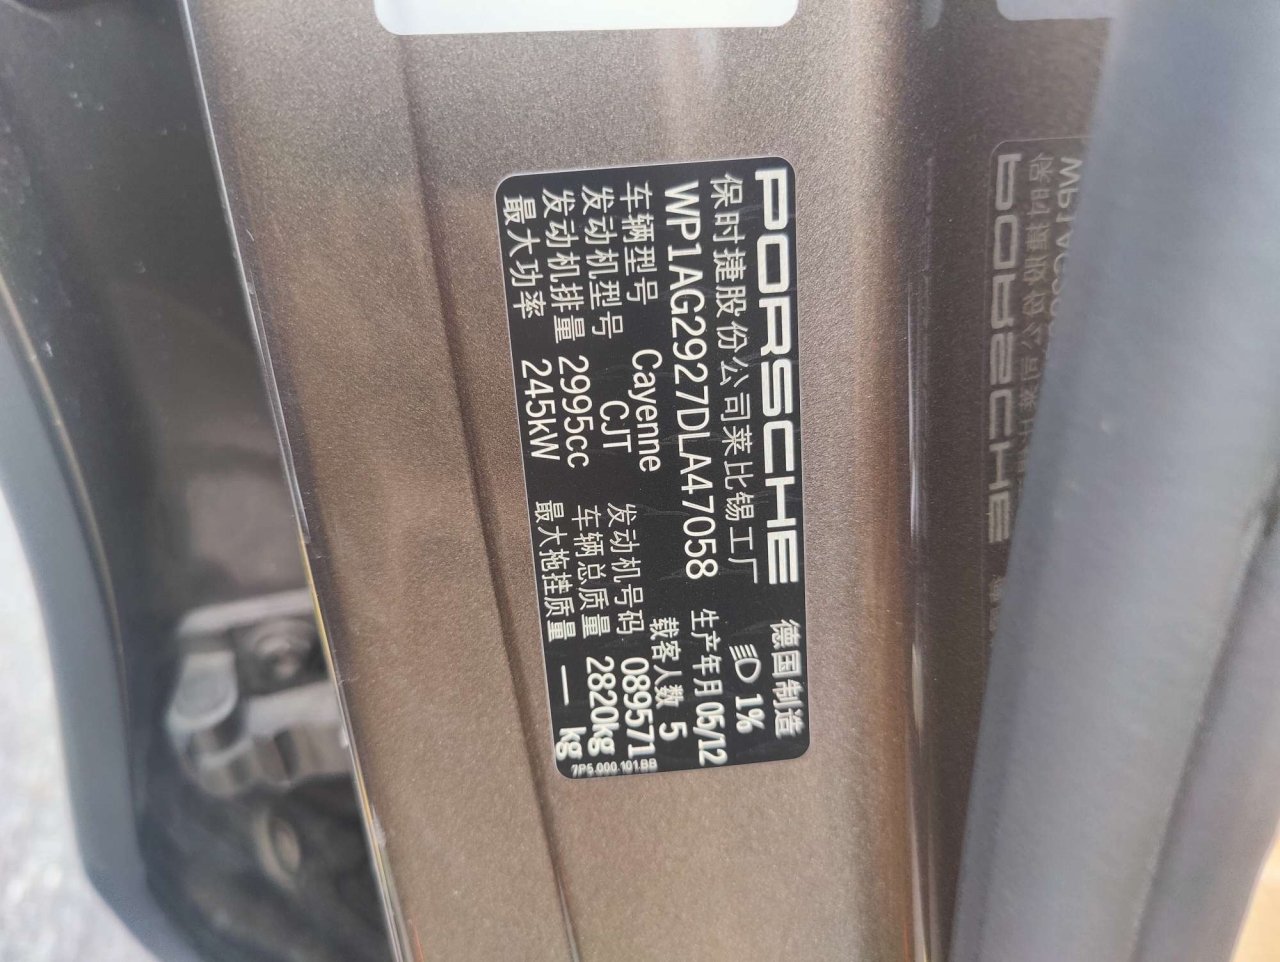 PORSCHE 德国制造
保时捷股份公司莱比锡工厂 1%
WP1AG2927DLA47058 生产年月 05/12
车辆型号 Cayenne 载客人数 5
发动机型号 CJT 发动机号码 089571
发动机排量 2995cc 车辆总质量 2820kg
最大功率 245kW 最大拖挂质量 — kg
7P5.000.101.BB